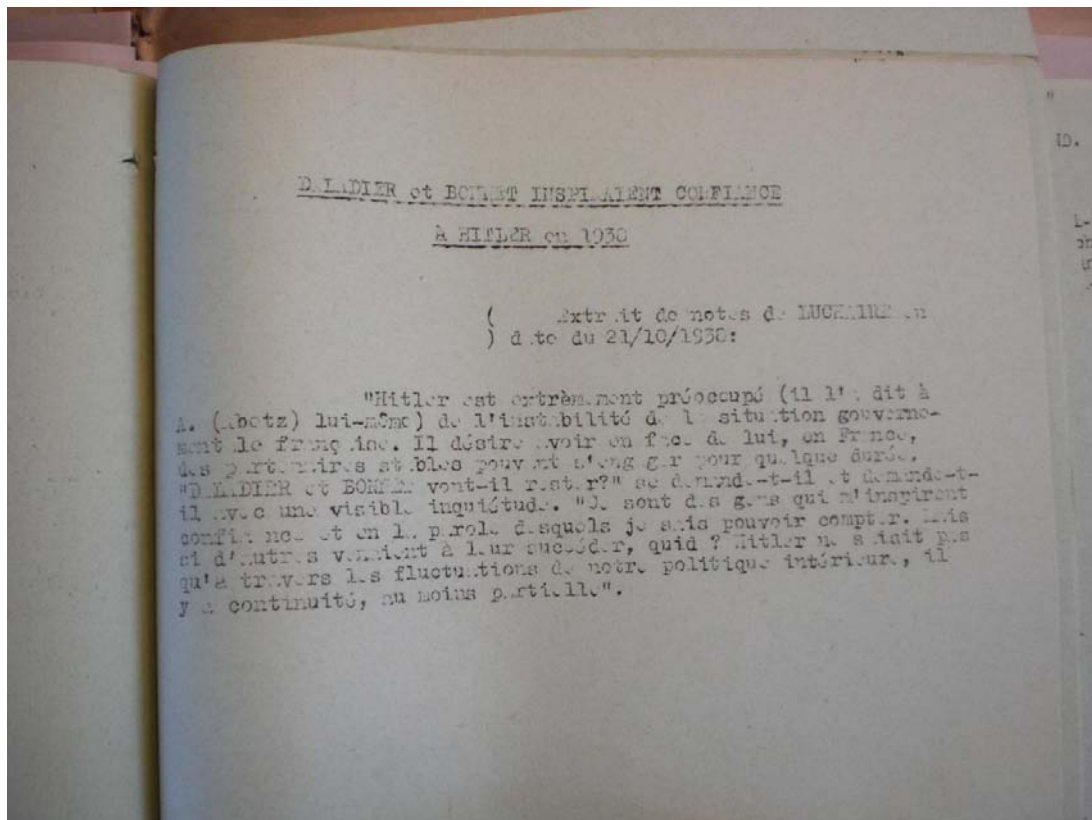 DALADIER et BONNET INSPIRAIENT CONFIANCE
À HITLER en 1938
( Extrait de notes de LUCHAIRE en
) date du 21/10/1938:
"Hitler est extrèmement préoccupé (il l'a dit à
A. (Abetz) lui-même) de l'instabilité de la situation gouverne-
mentale française. Il désire avoir en face de lui, en France,
des partenaires stables pouvant s'engager pour quelque durée.
"DALADIER et BONNET vont-il rester?" se demande-t-il et demande-t-
il avec une visible inquiétude. "Ce sont des gens qui m'inspirent
confiance et en la parole desquels je sais pouvoir compter. Mais
si d'autres venaient à leur succéder, quid ? Hitler ne sait pas
qu'à travers les fluctuations de notre politique intérieure, il
y a continuité, au moins partielle".